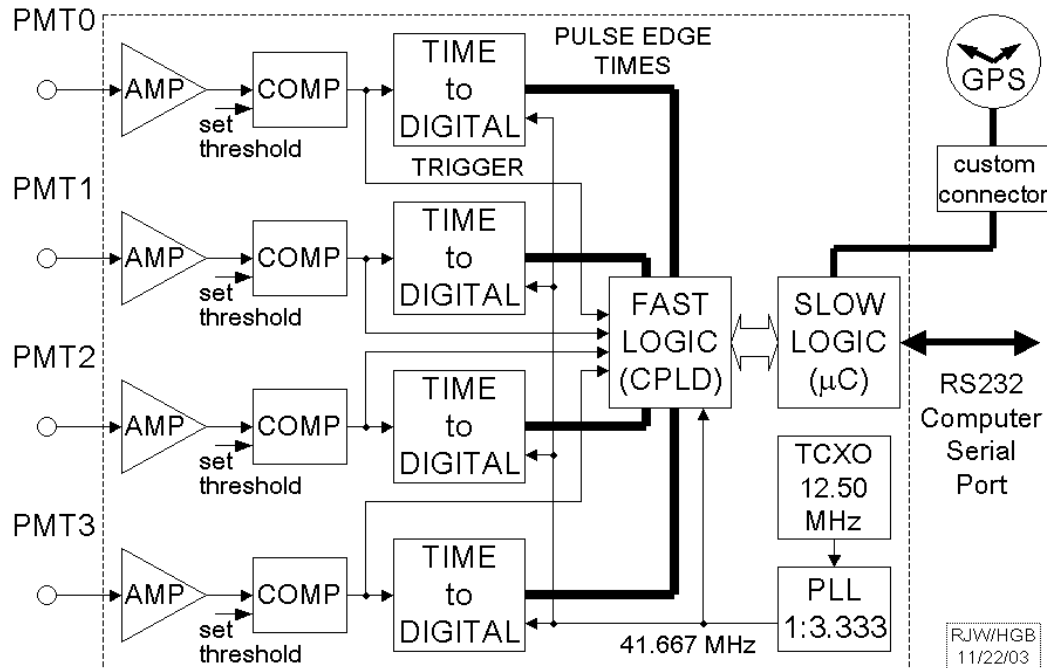 PMT0
AMP
set
threshold
COMP
TIME
to
DIGITAL
PULSE EDGE
TIMES
GPS
custom
connector
TRIGGER
PMT1
AMP
set
threshold
COMP
TIME
to
DIGITAL
FAST
LOGIC
(CPLD)
SLOW
LOGIC
(μC)
RS232
Computer
Serial
Port
PMT2
AMP
set
threshold
COMP
TIME
to
DIGITAL
TCXO
12.50
MHz
PMT3
AMP
set
threshold
COMP
TIME
to
DIGITAL
41.667 MHz
PLL
1:3.333
RJW/HGB
11/22/03